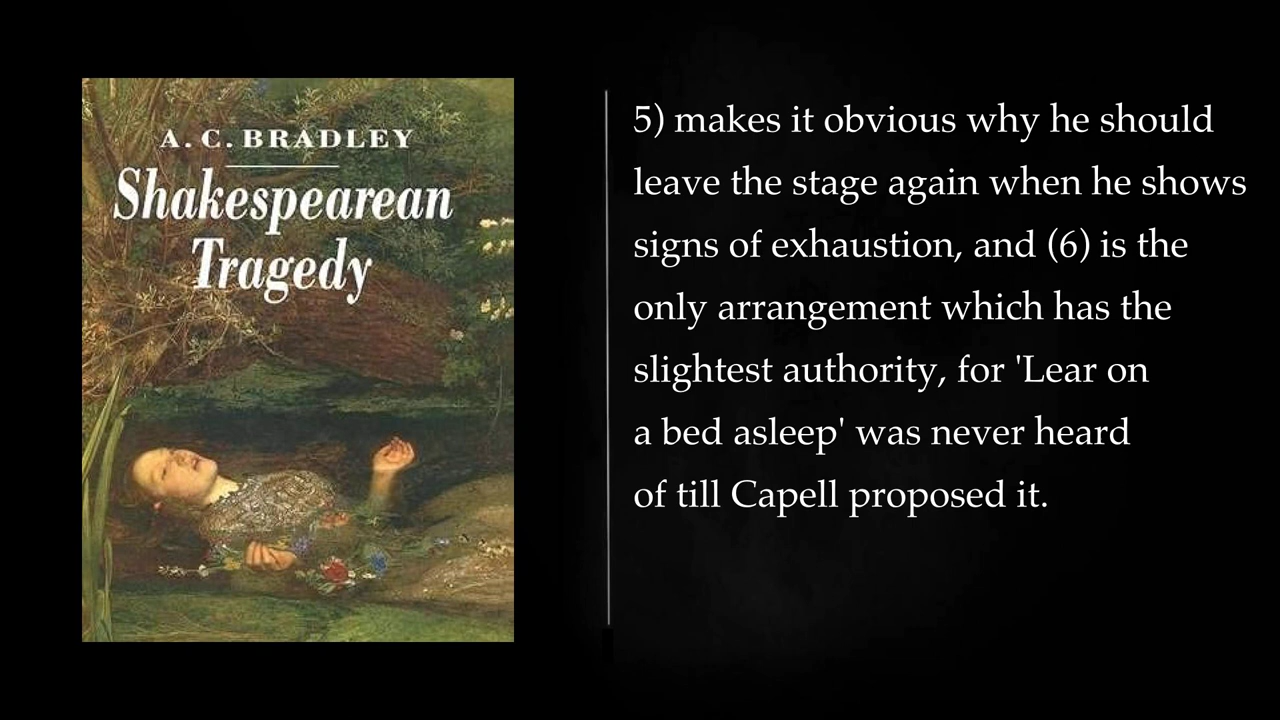 A. C. BRADLEY
Shakespearean
Tragedy
5) makes it obvious why he should
leave the stage again when he shows
signs of exhaustion, and (6) is the
only arrangement which has the
slightest authority, for 'Lear on
a bed asleep' was never heard
of till Capell proposed it.